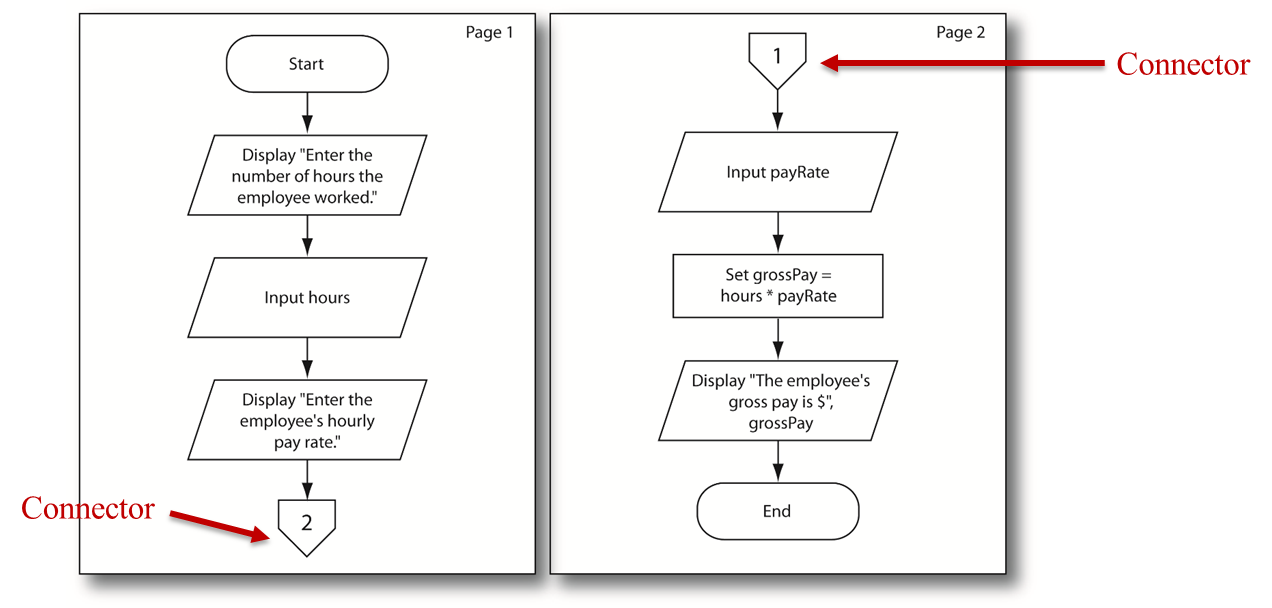 Page 1
Start
Display "Enter the
number of hours the
employee worked."
Input hours
Display "Enter the
employee's hourly
pay rate."
2
Connector
Page 2
1
Connector
Input payRate
Set grossPay =
hours * payRate
Display "The employee's
gross pay is $",
grossPay
End